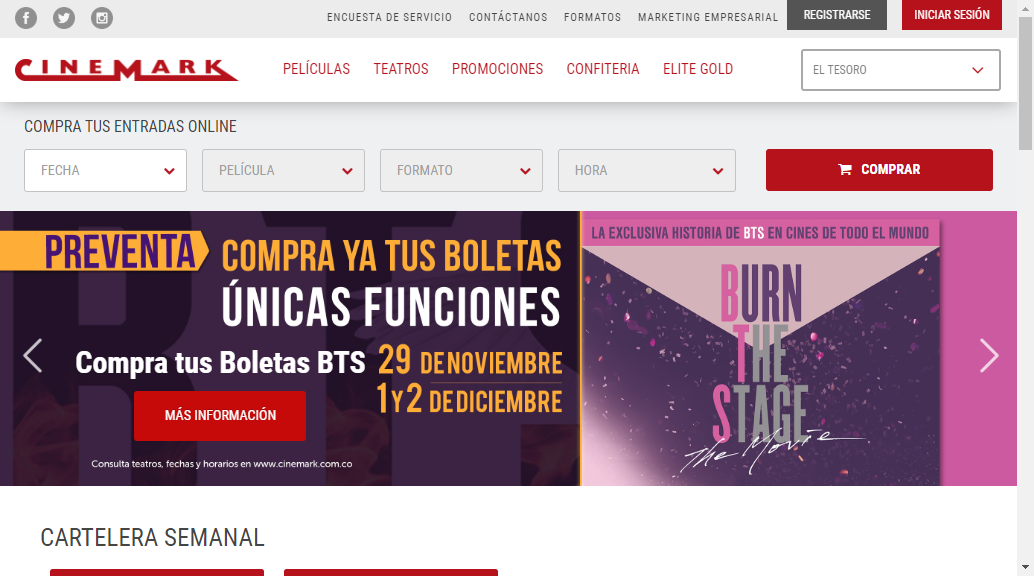 ENCUESTA DE SERVICIO CONTÁCTANOS FORMATOS MARKETING EMPRESARIAL REGISTRARSE INICIAR SESIÓN
CINEMARK PELÍCULAS TEATROS PROMOCIONES CONFITERIA ELITE GOLD EL TESORO
COMPRA TUS ENTRADAS ONLINE
FECHA PELÍCULA FORMATO HORA COMPRAR
PREVENTA COMPRA YA TUS BOLETAS
ÚNICAS FUNCIONES
Compra tus Boletas BTS 29 DE NOVIEMBRE
1 Y 2 DE DICIEMBRE
MÁS INFORMACIÓN
Consulta teatros, fechas y horarios en www.cinemark.com.co
LA EXCLUSIVA HISTORIA DE BTS EN CINES DE TODO EL MUNDO
BURN
THE
STAGE
The Movie
CARTELERA SEMANAL